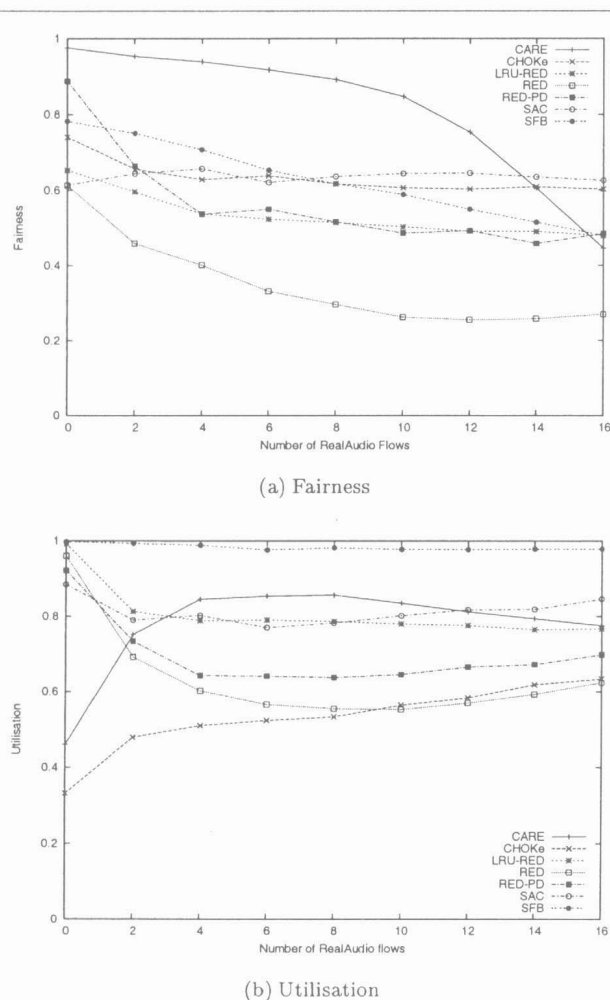 1
0.8
0.6
0.4
0.2
0
Fairness
CARE
CHOKe
LRU-RED
RED
RED-PD
SAC
SFB
0 2 4 6 8 10 12 14 16
Number of RealAudio Flows
(a) Fairness
1
0.8
0.6
0.4
0.2
0
Utilisation
CARE
CHOKe
LRU-RED
RED
RED-PD
SAC
SFB
0 2 4 6 8 10 12 14 16
Number of RealAudio flows
(b) Utilisation